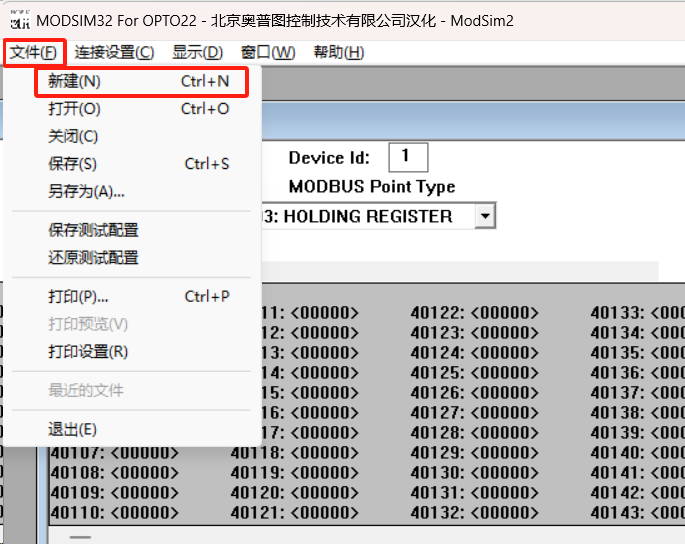 MODSIM32 For OPTO22 - 北京奥普图控制技术有限公司汉化 - ModSim2
文件(F) 连接设置(C) 显示(D) 窗口(W) 帮助(H)
新建(N) Ctrl+N
打开(O) Ctrl+O
关闭(C)
保存(S) Ctrl+S
另存为(A)...
保存测试配置
还原测试配置
打印(P)... Ctrl+P
打印预览(V)
打印设置(R)
最近的文件
退出(E)
Device Id: 1
MODBUS Point Type
3: HOLDING REGISTER
11: <00000> 40122: <00000> 40133: <000
12: <00000> 40123: <00000> 40134: <000
13: <00000> 40124: <00000> 40135: <000
14: <00000> 40125: <00000> 40136: <000
15: <00000> 40126: <00000> 40137: <000
16: <00000> 40127: <00000> 40138: <000
17: <00000> 40128: <00000> 40139: <000
40107: <00000> 40118: <00000> 40129: <00000> 40140: <000
40108: <00000> 40119: <00000> 40130: <00000> 40141: <000
40109: <00000> 40120: <00000> 40131: <00000> 40142: <000
40110: <00000> 40121: <00000> 40132: <00000> 40143: <000